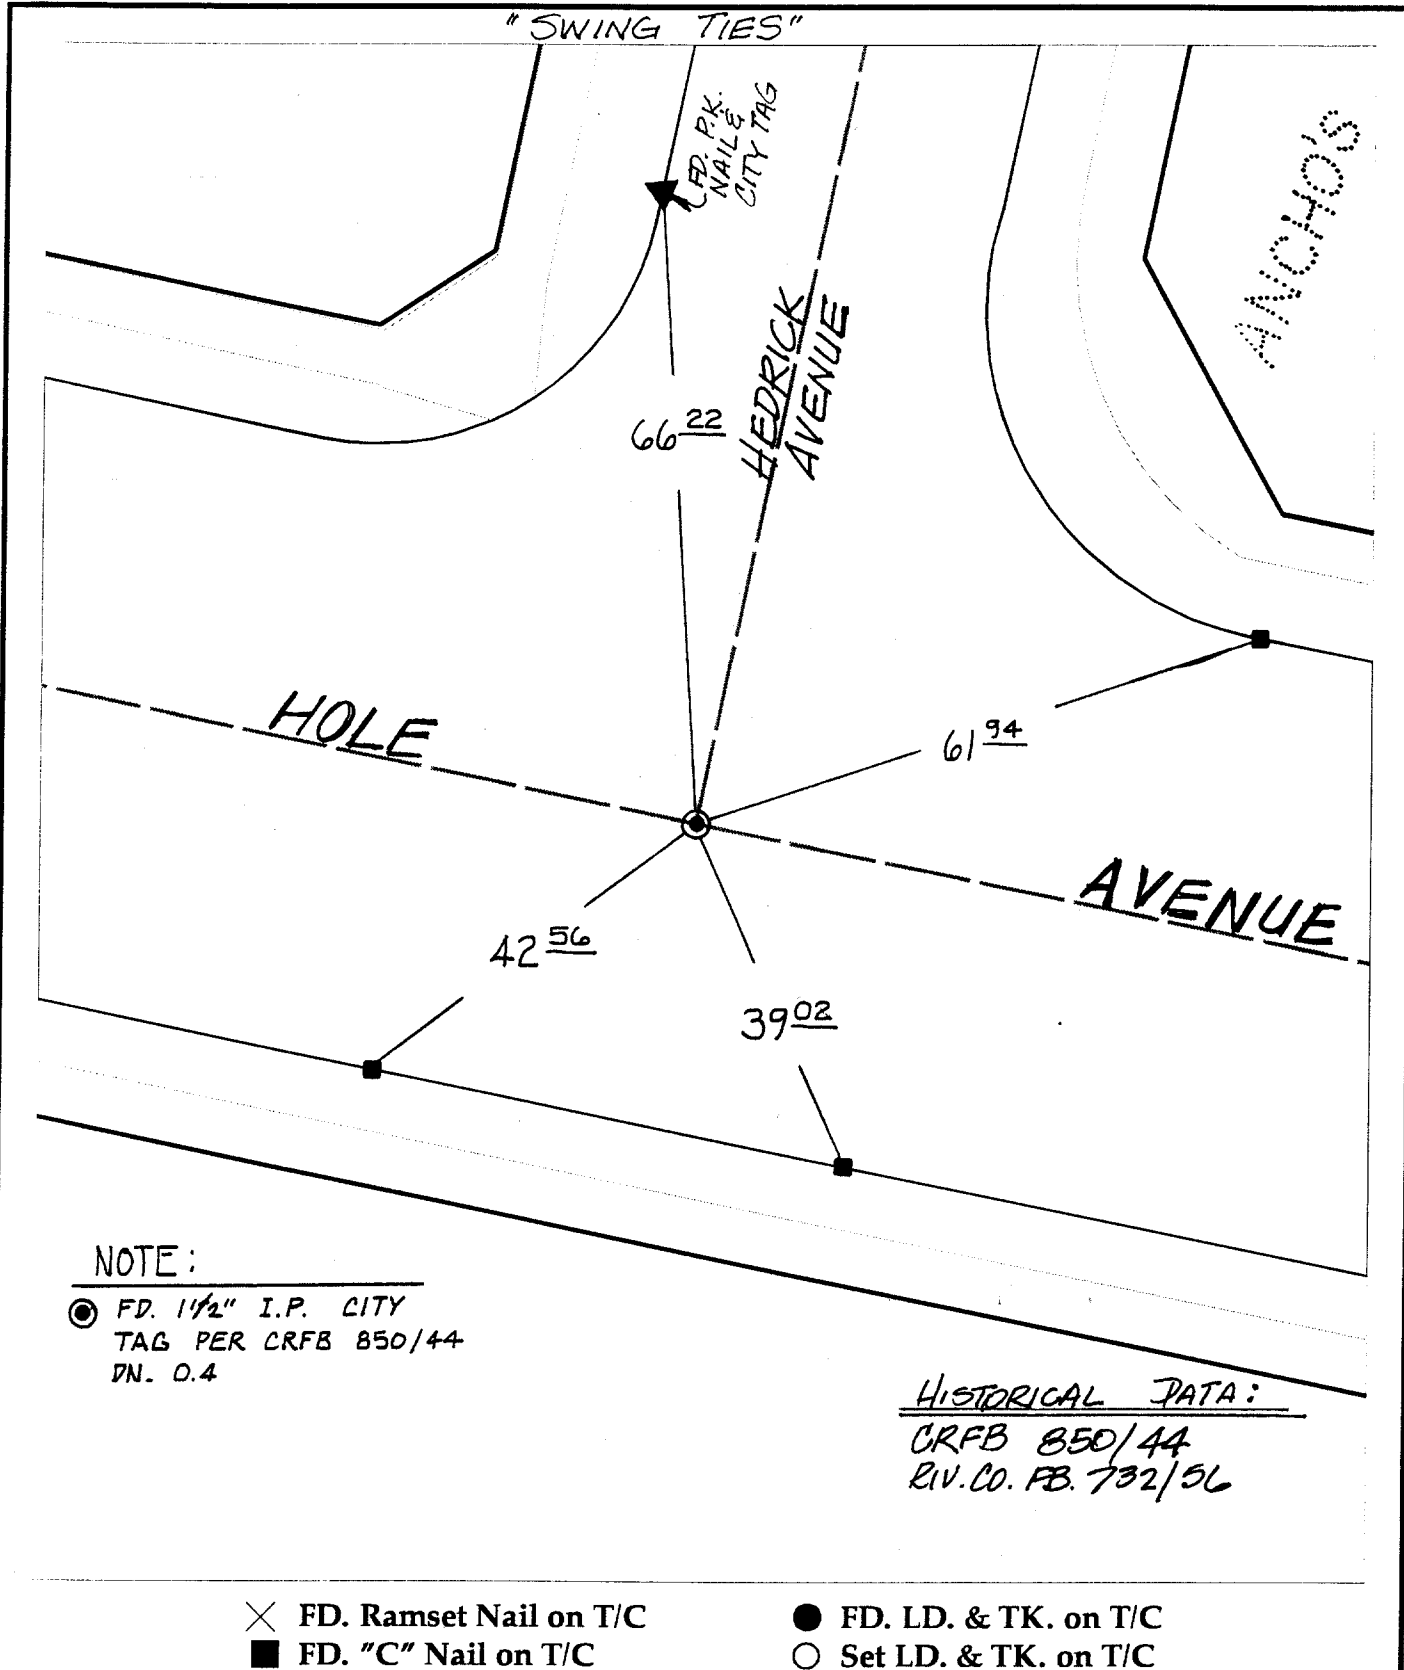 "SWING TIES"
FD. P.K.
NAIL &
CITY TAG
ANCHO'S
HEDRICK
AVENUE
66 22
HOLE
61 94
AVENUE
42 56
39 02
NOTE:
FD. 1 1/2" I.P. CITY
TAG PER CRFB 850/44
DN. 0.4
HISTORICAL DATA:
CRFB 850/44
RIV. CO. FB. 732/56
FD. Ramset Nail on T/C
FD. LD. & TK. on T/C
FD. "C" Nail on T/C
Set LD. & TK. on T/C